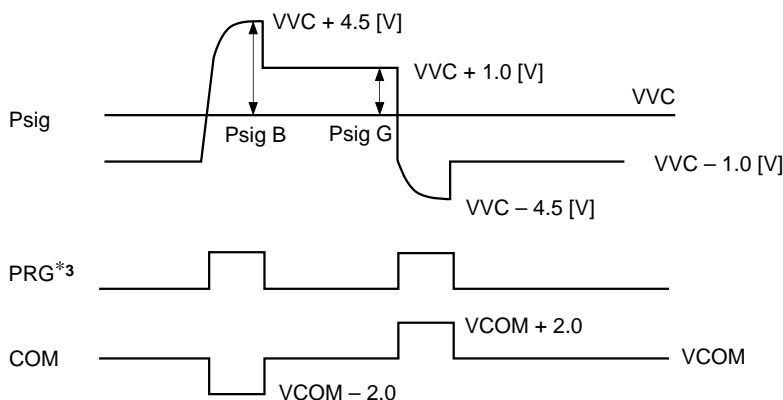 VVC + 4.5 [V]
VVC + 1.0 [V]
VVC
Psig
Psig B
Psig G
VVC – 1.0 [V]
VVC – 4.5 [V]
PRG*3
VCOM + 2.0
COM
VCOM
VCOM – 2.0